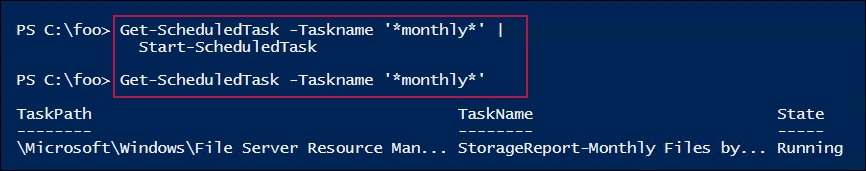 PS C:\foo> Get-ScheduledTask -Taskname '*monthly*' |
Start-ScheduledTask
PS C:\foo> Get-ScheduledTask -Taskname '*monthly*'
TaskPath TaskName State
-------- -------- -----
\Microsoft\Windows\File Server Resource Man... StorageReport-Monthly Files by... Running